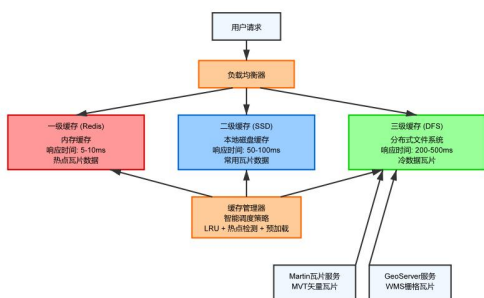 用户请求
负载均衡器
一级缓存 (Redis)
内存缓存
响应时间: 5-10ms
热点瓦片数据
二级缓存 (SSD)
本地磁盘缓存
响应时间: 50-100ms
常用瓦片数据
三级缓存 (DFS)
分布式文件系统
响应时间: 200-500ms
冷数据瓦片
缓存管理器
智能调度策略
LRU + 热点检测 + 预加载
Martin瓦片服务
MVT矢量瓦片
GeoServer服务
WMS栅格瓦片